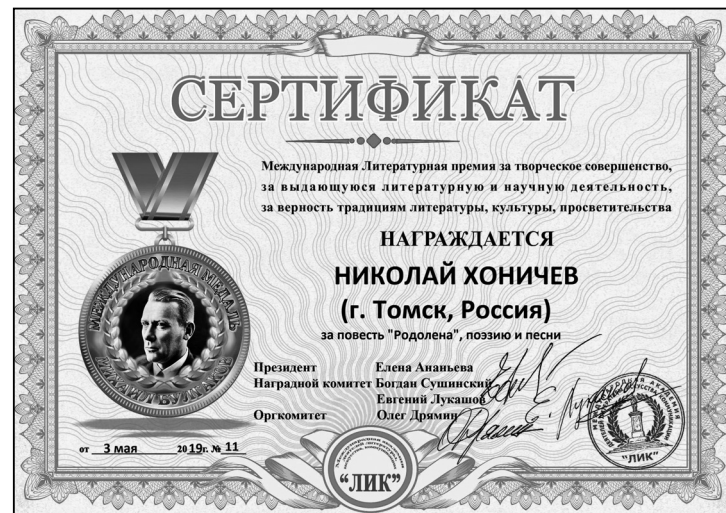 СЕРТИФИКАТ
Международная Литературная премия за творческое совершенство,
за выдающуюся литературную и научную деятельность,
за верность традициям литературы, культуры, просветительства
НАГРАЖДАЕТСЯ
НИКОЛАЙ ХОНИЧЕВ
(г. Томск, Россия)
за повесть "Родолена", поэзию и песни
МЕЖДУНАРОДНАЯ МЕДАЛЬ
МИХАИЛ БУЛГАКОВ
Президент Елена Ананьева
Наградной комитет Богдан Сушинский
Евгений Лукашов
Оргкомитет Олег Дрямин
от 3 мая 2019г. № 11
"ЛИК"
МЕЖДУНАРОДНАЯ АКАДЕМИЯ
"ЛИК"